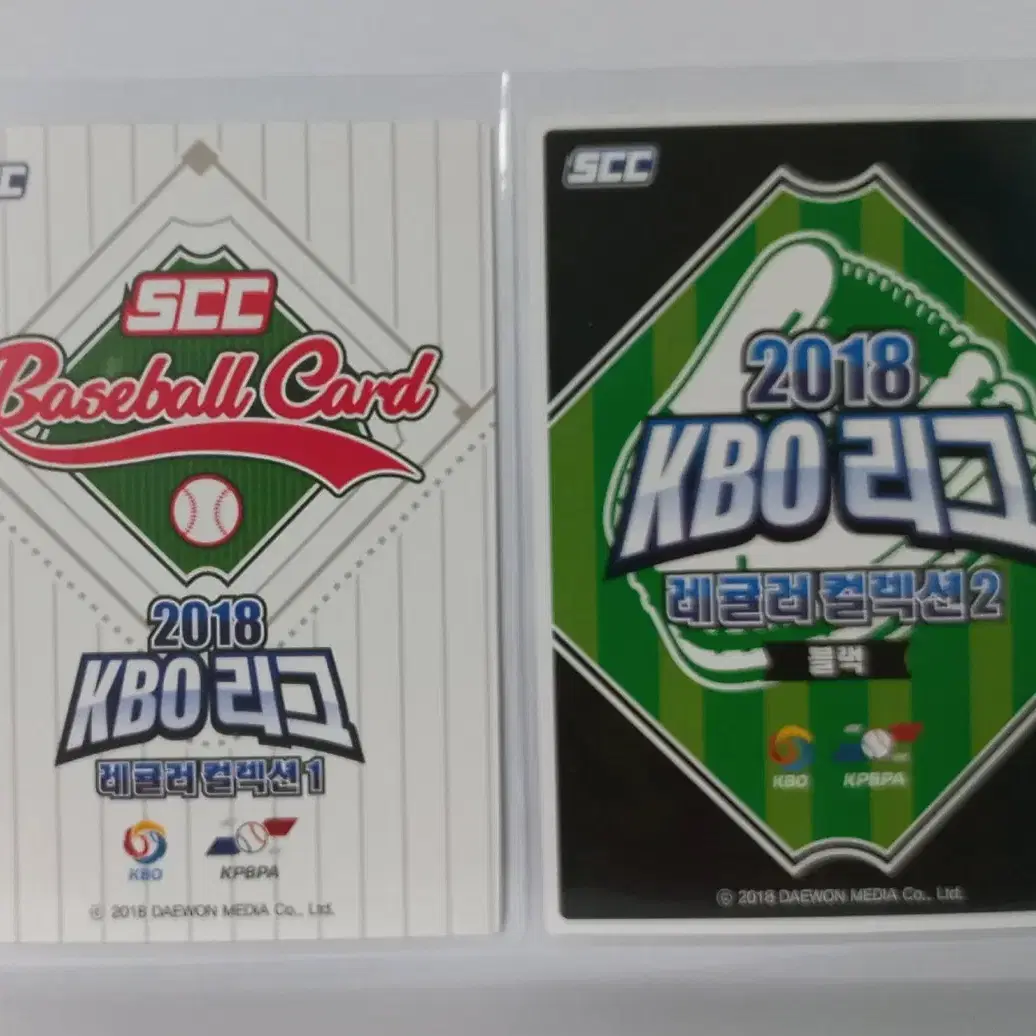 SCC
Baseball Card
2018
KBO 리그
레귤러 컬렉션 1
KBO
KPBPA
© 2018 DAEWON MEDIA Co., Ltd.
SCC
2018
KBO 리그
레귤러 컬렉션 2
블랙
KBO
KPBPA
© 2018 DAEWON MEDIA Co., Ltd.